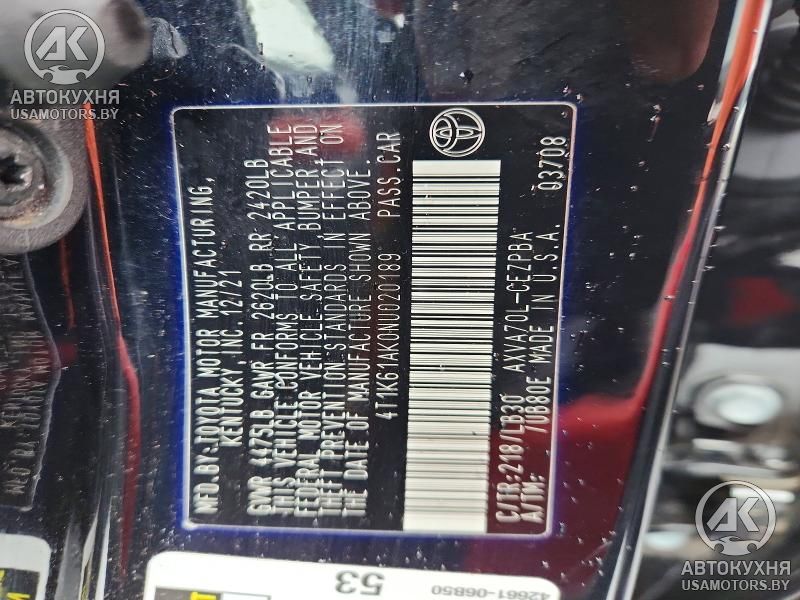 АВТОКУХНЯ
USAMOTORS.BY
MFD.BY:TOYOTA MOTOR MANUFACTURING,
KENTUCKY, INC. 12/21
GVWR 4475LB GAWR FR 2620LB RR 2420LB
THIS VEHICLE CONFORMS TO ALL APPLICABLE
FEDERAL MOTOR VEHICLE SAFETY, BUMPER, AND
THEFT PREVENTION STANDARDS IN EFFECT ON
THE DATE OF MANUFACTURE SHOWN ABOVE.
4T1K61AK0NU020189 PASS.CAR
C/TR:218/LB30 AXVA70L-CEZPBA
A/TM: /UB80E MADE IN U.S.A. 03708
53
42661-06B50
АВТОКУХНЯ
USAMOTORS.BY